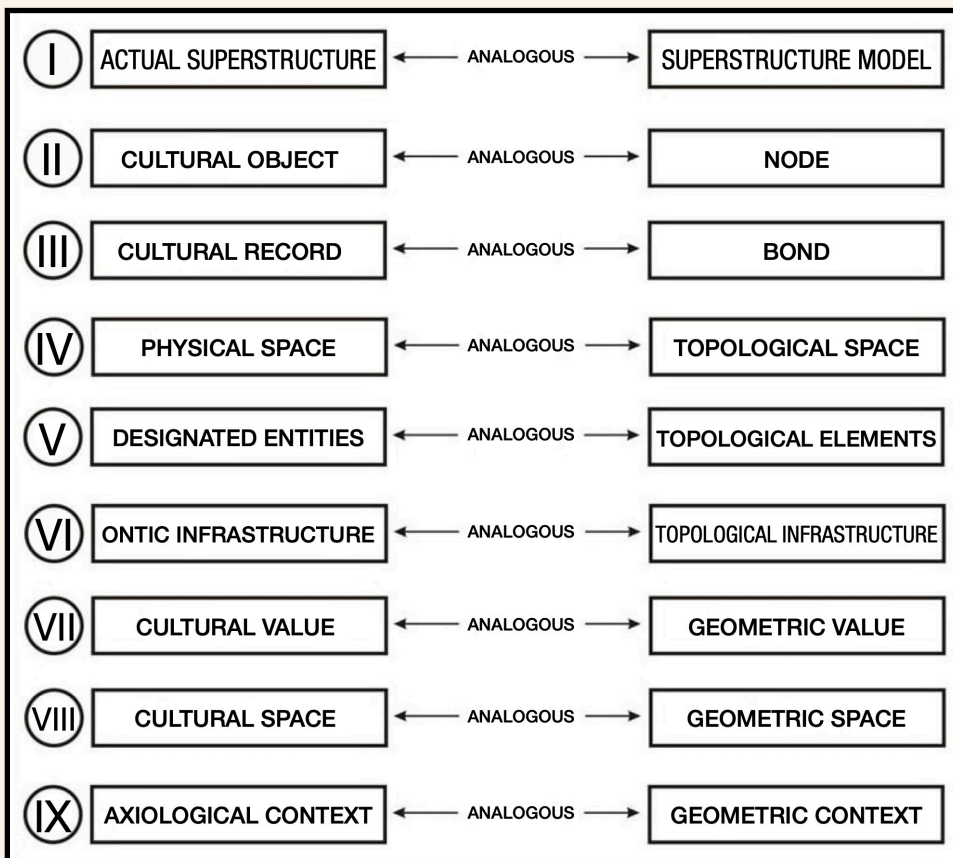 I ACTUAL SUPERSTRUCTURE ANALOGOUS SUPERSTRUCTURE MODEL
II CULTURAL OBJECT ANALOGOUS NODE
III CULTURAL RECORD ANALOGOUS BOND
IV PHYSICAL SPACE ANALOGOUS TOPOLOGICAL SPACE
V DESIGNATED ENTITIES ANALOGOUS TOPOLOGICAL ELEMENTS
VI ONTIC INFRASTRUCTURE ANALOGOUS TOPOLOGICAL INFRASTRUCTURE
VII CULTURAL VALUE ANALOGOUS GEOMETRIC VALUE
VIII CULTURAL SPACE ANALOGOUS GEOMETRIC SPACE
IX AXIOLOGICAL CONTEXT ANALOGOUS GEOMETRIC CONTEXT